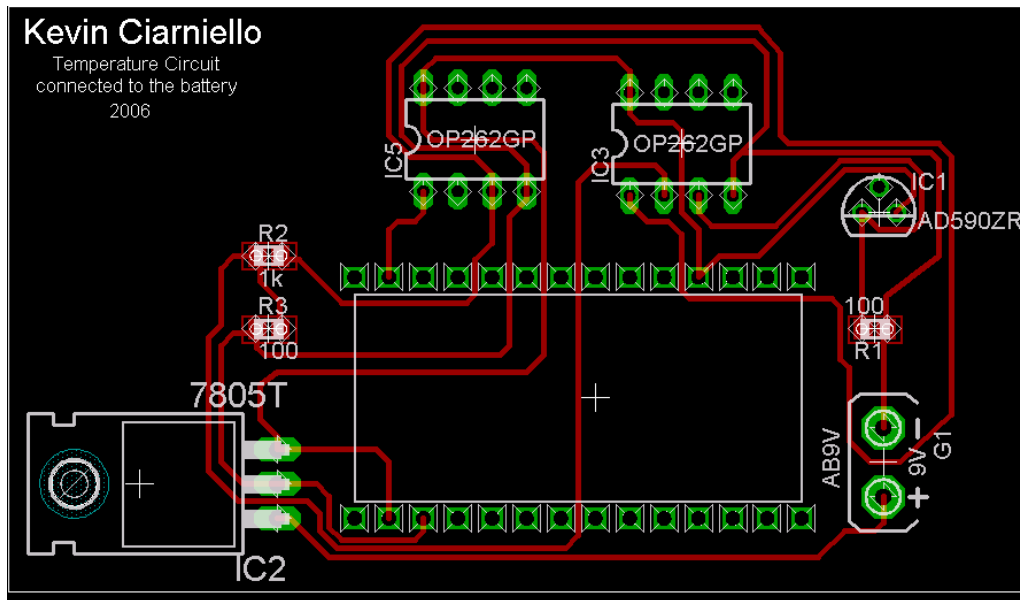 Kevin Ciarniello
Temperature Circuit
connected to the battery
2006
OP262GP
IC5
OP262GP
IC3
IC1
AD590ZR
R2
1k
R3
100
100
R1
7805T
IC2
AB9V
9V
-
+
G1